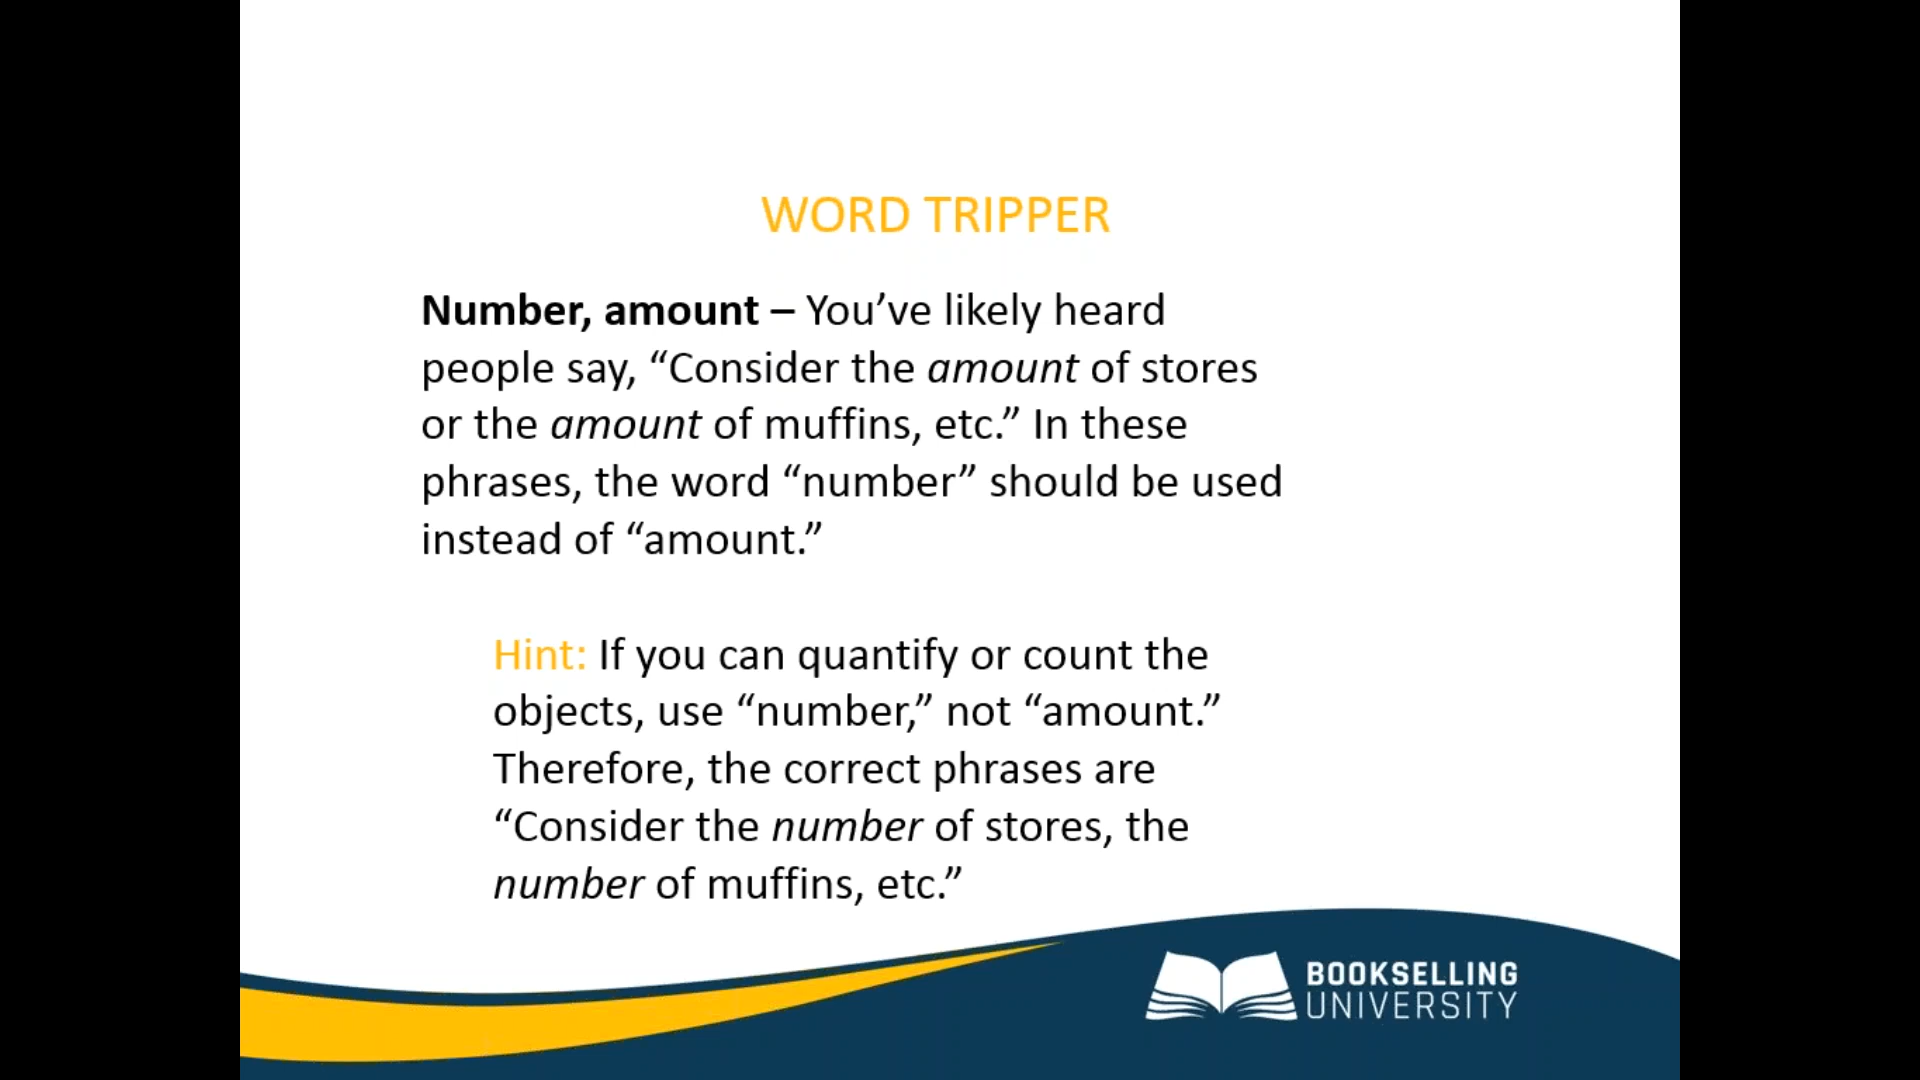 WORD TRIPPER
Number, amount – You’ve likely heard
people say, “Consider the amount of stores
or the amount of muffins, etc.” In these
phrases, the word “number” should be used
instead of “amount.”
Hint: If you can quantify or count the
objects, use “number,” not “amount.”
Therefore, the correct phrases are
“Consider the number of stores, the
number of muffins, etc.”
BOOKSELLING
UNIVERSITY